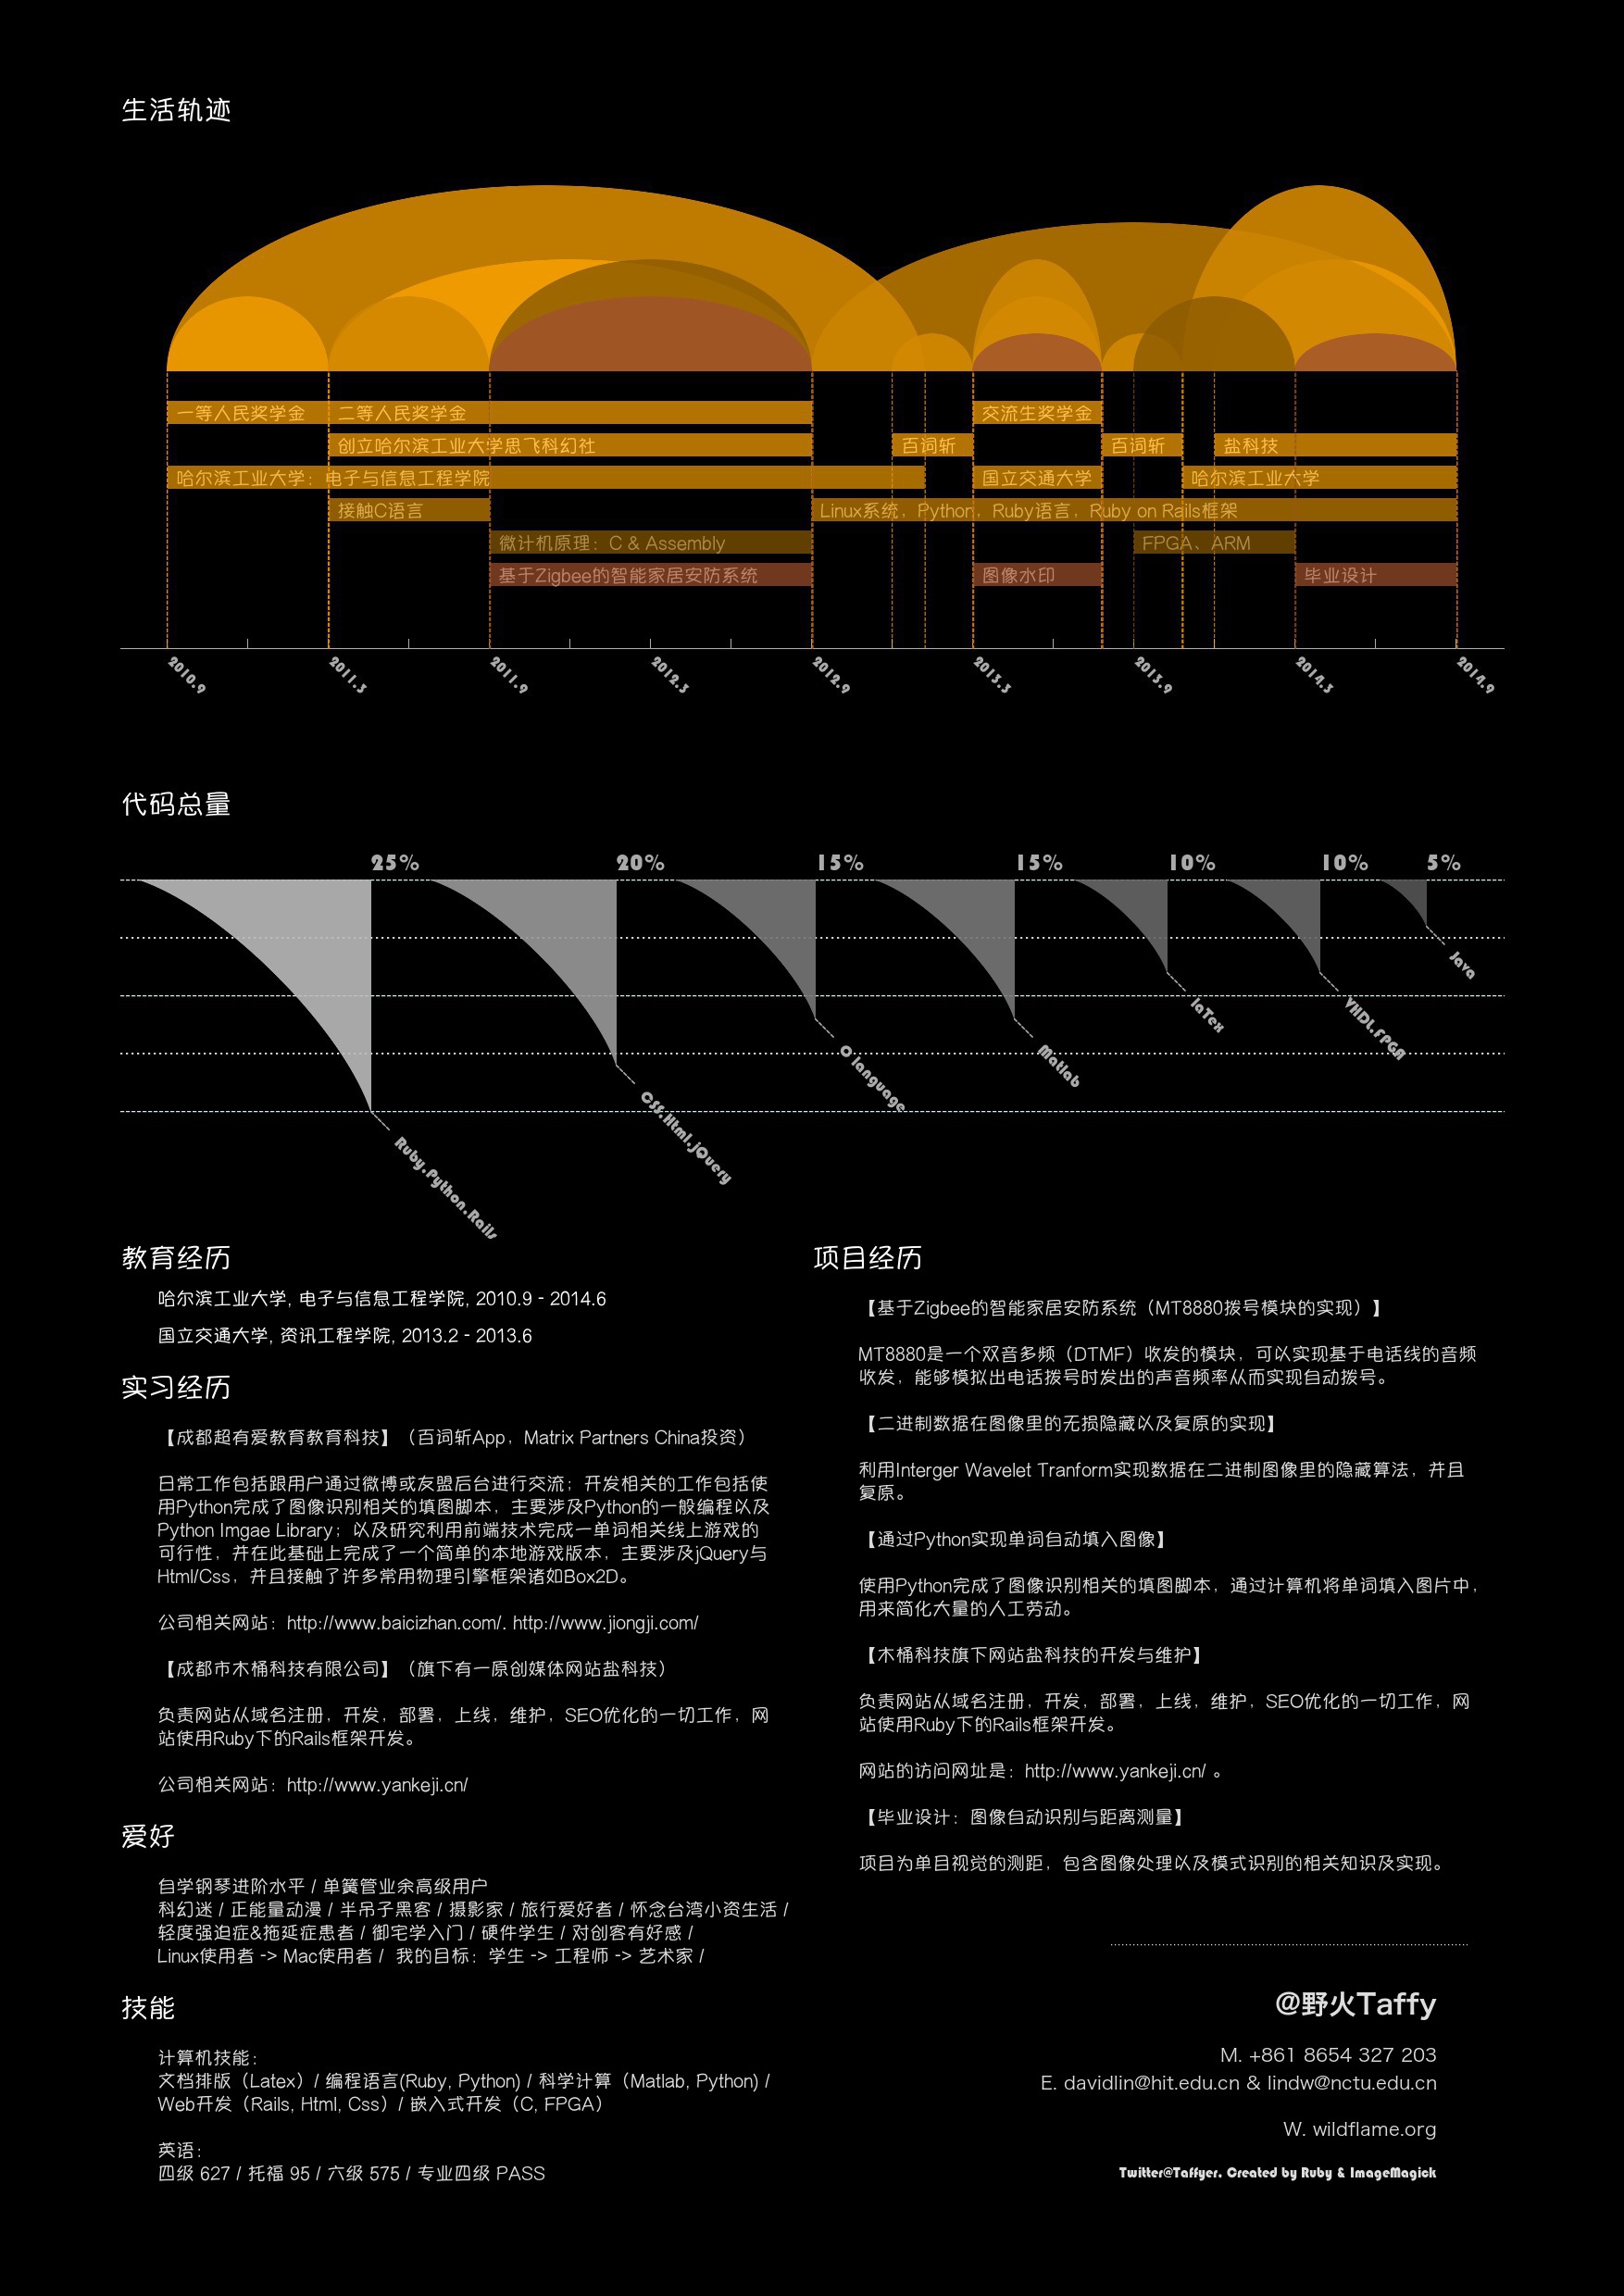 生活轨迹
一等人民奖学金 二等人民奖学金 交流生奖学金
创立哈尔滨工业大学思飞科幻社 百词斩 百词斩 盐科技
哈尔滨工业大学：电子与信息工程学院 国立交通大学 哈尔滨工业大学
接触C语言 Linux系统，Python，Ruby语言，Ruby on Rails框架
微计机原理：C & Assembly FPGA、ARM
基于Zigbee的智能家居安防系统 图像水印 毕业设计
2010.9 2011.3 2011.9 2012.3 2012.9 2013.3 2013.9 2014.3 2014.9
代码总量
25% 20% 15% 15% 10% 10% 5%
Ruby.Python.Rails
Css.Html.jQuery
C language
Matlab
laTex
VHDL.FPGA
Java
教育经历
哈尔滨工业大学, 电子与信息工程学院, 2010.9 - 2014.6
国立交通大学, 资讯工程学院, 2013.2 - 2013.6
实习经历
【成都超有爱教育教育科技】（百词斩App，Matrix Partners China投资）
日常工作包括跟用户通过微博或友盟后台进行交流；开发相关的工作包括使
用Python完成了图像识别相关的填图脚本，主要涉及Python的一般编程以及
Python Imgae Library；以及研究利用前端技术完成一单词相关线上游戏的
可行性，并在此基础上完成了一个简单的本地游戏版本，主要涉及jQuery与
Html/Css，并且接触了许多常用物理引擎框架诸如Box2D。
公司相关网站：http://www.baicizhan.com/. http://www.jiongji.com/
【成都市木桶科技有限公司】（旗下有一原创媒体网站盐科技）
负责网站从域名注册，开发，部署，上线，维护，SEO优化的一切工作，网
站使用Ruby下的Rails框架开发。
公司相关网站：http://www.yankeji.cn/
爱好
自学钢琴进阶水平 / 单簧管业余高级用户
科幻迷 / 正能量动漫 / 半吊子黑客 / 摄影家 / 旅行爱好者 / 怀念台湾小资生活 /
轻度强迫症&拖延症患者 / 御宅学入门 / 硬件学生 / 对创客有好感 /
Linux使用者 -> Mac使用者 / 我的目标：学生 -> 工程师 -> 艺术家 /
技能
计算机技能：
文档排版（Latex）/ 编程语言(Ruby, Python) / 科学计算（Matlab, Python) /
Web开发（Rails, Html, Css）/ 嵌入式开发（C, FPGA）
英语：
四级 627 / 托福 95 / 六级 575 / 专业四级 PASS
项目经历
【基于Zigbee的智能家居安防系统（MT8880拨号模块的实现）】
MT8880是一个双音多频（DTMF）收发的模块，可以实现基于电话线的音频
收发，能够模拟出电话拨号时发出的声音频率从而实现自动拨号。
【二进制数据在图像里的无损隐藏以及复原的实现】
利用Interger Wavelet Tranform实现数据在二进制图像里的隐藏算法，并且
复原。
【通过Python实现单词自动填入图像】
使用Python完成了图像识别相关的填图脚本，通过计算机将单词填入图片中，
用来简化大量的人工劳动。
【木桶科技旗下网站盐科技的开发与维护】
负责网站从域名注册，开发，部署，上线，维护，SEO优化的一切工作，网
站使用Ruby下的Rails框架开发。
网站的访问网址是：http://www.yankeji.cn/ 。
【毕业设计：图像自动识别与距离测量】
项目为单目视觉的测距，包含图像处理以及模式识别的相关知识及实现。
@野火Taffy
M. +861 8654 327 203
E. davidlin@hit.edu.cn & lindw@nctu.edu.cn
W. wildflame.org
Twitter@Taffyer. Created by Ruby & ImageMagick